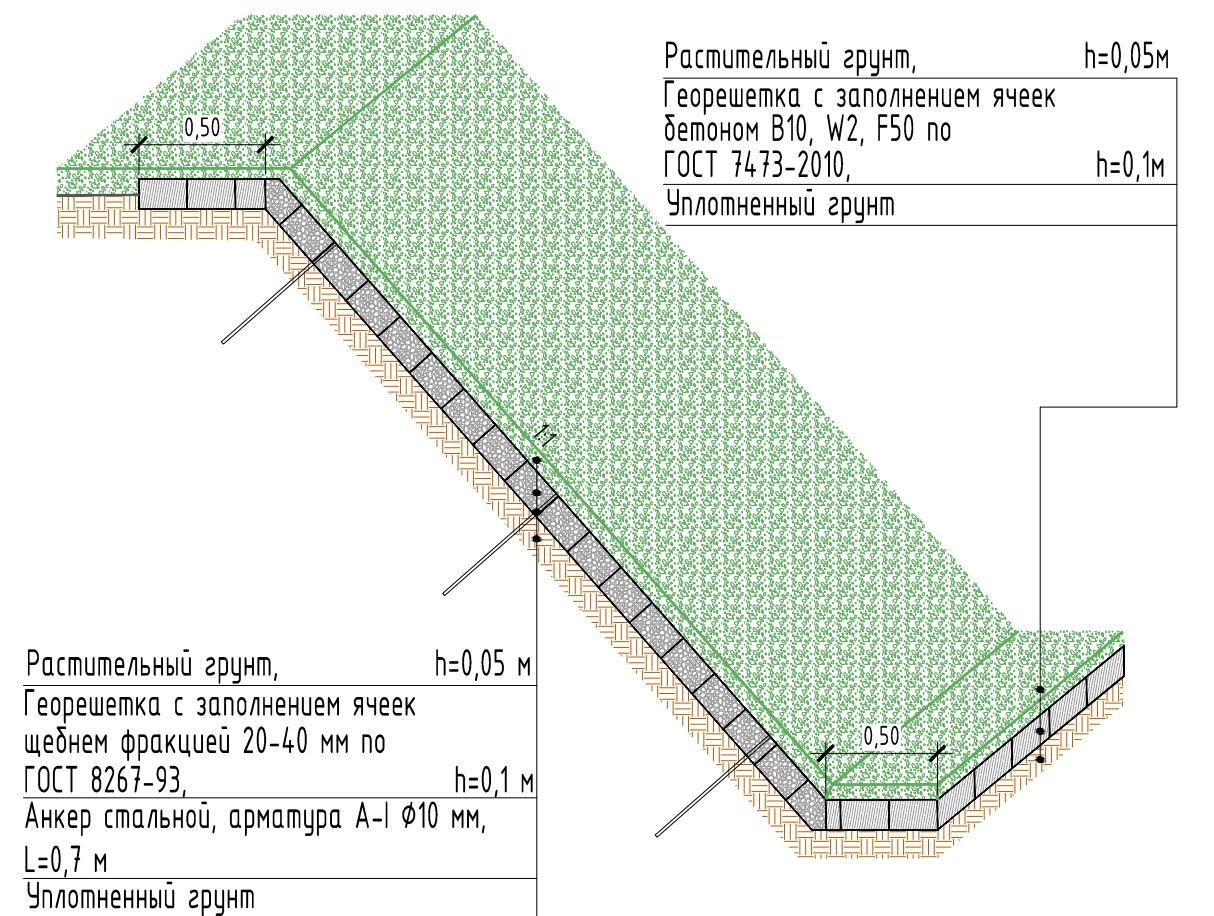 Растительный грунт, h=0,05м
Георешетка с заполнением ячеек
бетоном B10, W2, F50 по
ГОСТ 7473-2010, h=0,1м
Уплотненный грунт
0,50
1:1
Растительный грунт, h=0,05 м
Георешетка с заполнением ячеек
щебнем фракцией 20-40 мм по
ГОСТ 8267-93, h=0,1 м
Анкер стальной, арматура А-I Ф10 мм,
L=0,7 м
Уплотненный грунт
0,50